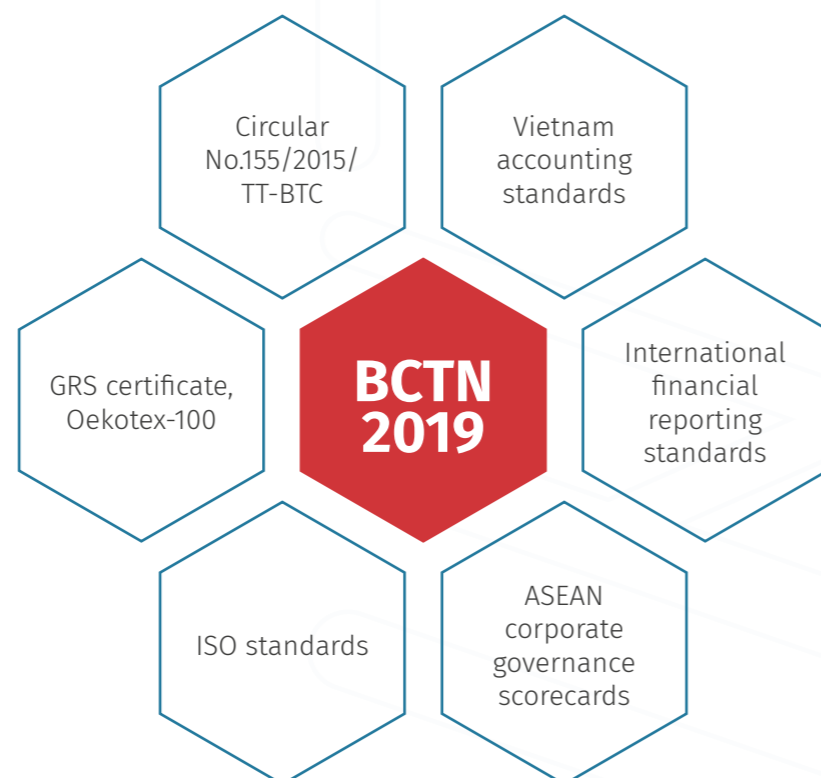 Circular
No.155/2015/
TT-BTC
Vietnam
accounting
standards
GRS certificate,
Oekotex-100
BCTN
2019
International
financial
reporting
standards
ISO standards
ASEAN
corporate
governance
scorecards